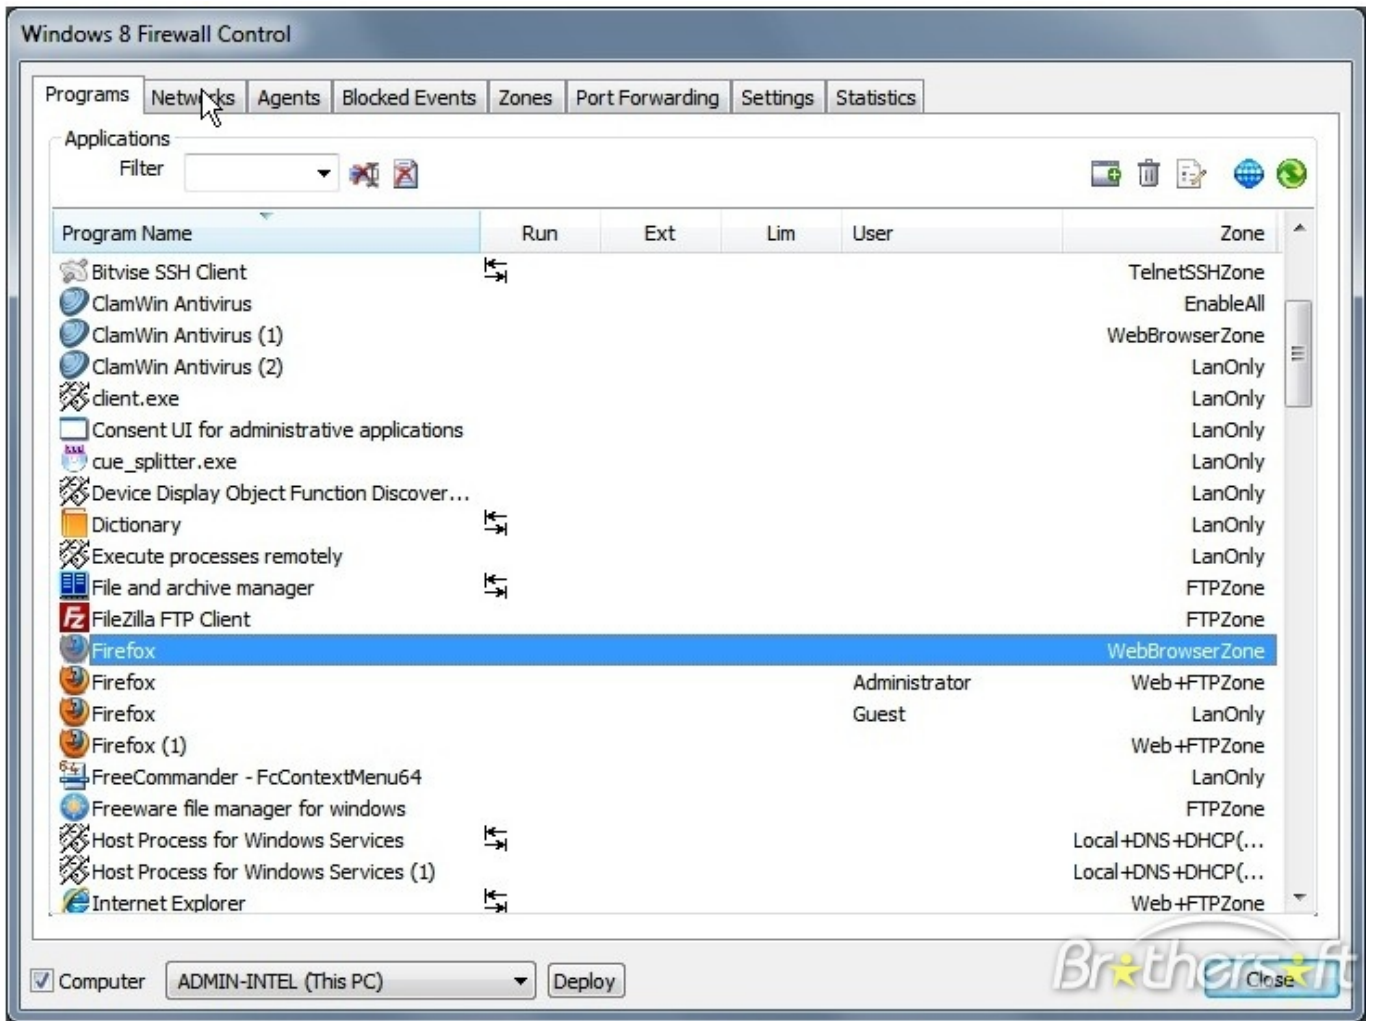 Windows 8 Firewall Control
Programs Networks Agents Blocked Events Zones Port Forwarding Settings Statistics
Applications
Filter
Program Name Run Ext Lim User Zone
Bitvise SSH Client TelnetSSHZone
ClamWin Antivirus EnableAll
ClamWin Antivirus (1) WebBrowserZone
ClamWin Antivirus (2) LanOnly
client.exe LanOnly
Consent UI for administrative applications LanOnly
cue_splitter.exe LanOnly
Device Display Object Function Discover... LanOnly
Dictionary LanOnly
Execute processes remotely LanOnly
File and archive manager FTPZone
Fz FileZilla FTP Client FTPZone
Firefox WebBrowserZone
Firefox Administrator Web+FTPZone
Firefox Guest LanOnly
Firefox (1) Web+FTPZone
64 FreeCommander - FcContextMenu64 LanOnly
Freeware file manager for windows FTPZone
Host Process for Windows Services Local+DNS+DHCP(...
Host Process for Windows Services (1) Local+DNS+DHCP(...
Internet Explorer Web+FTPZone
Computer ADMIN-INTEL (This PC) Deploy Close
Brothersoft